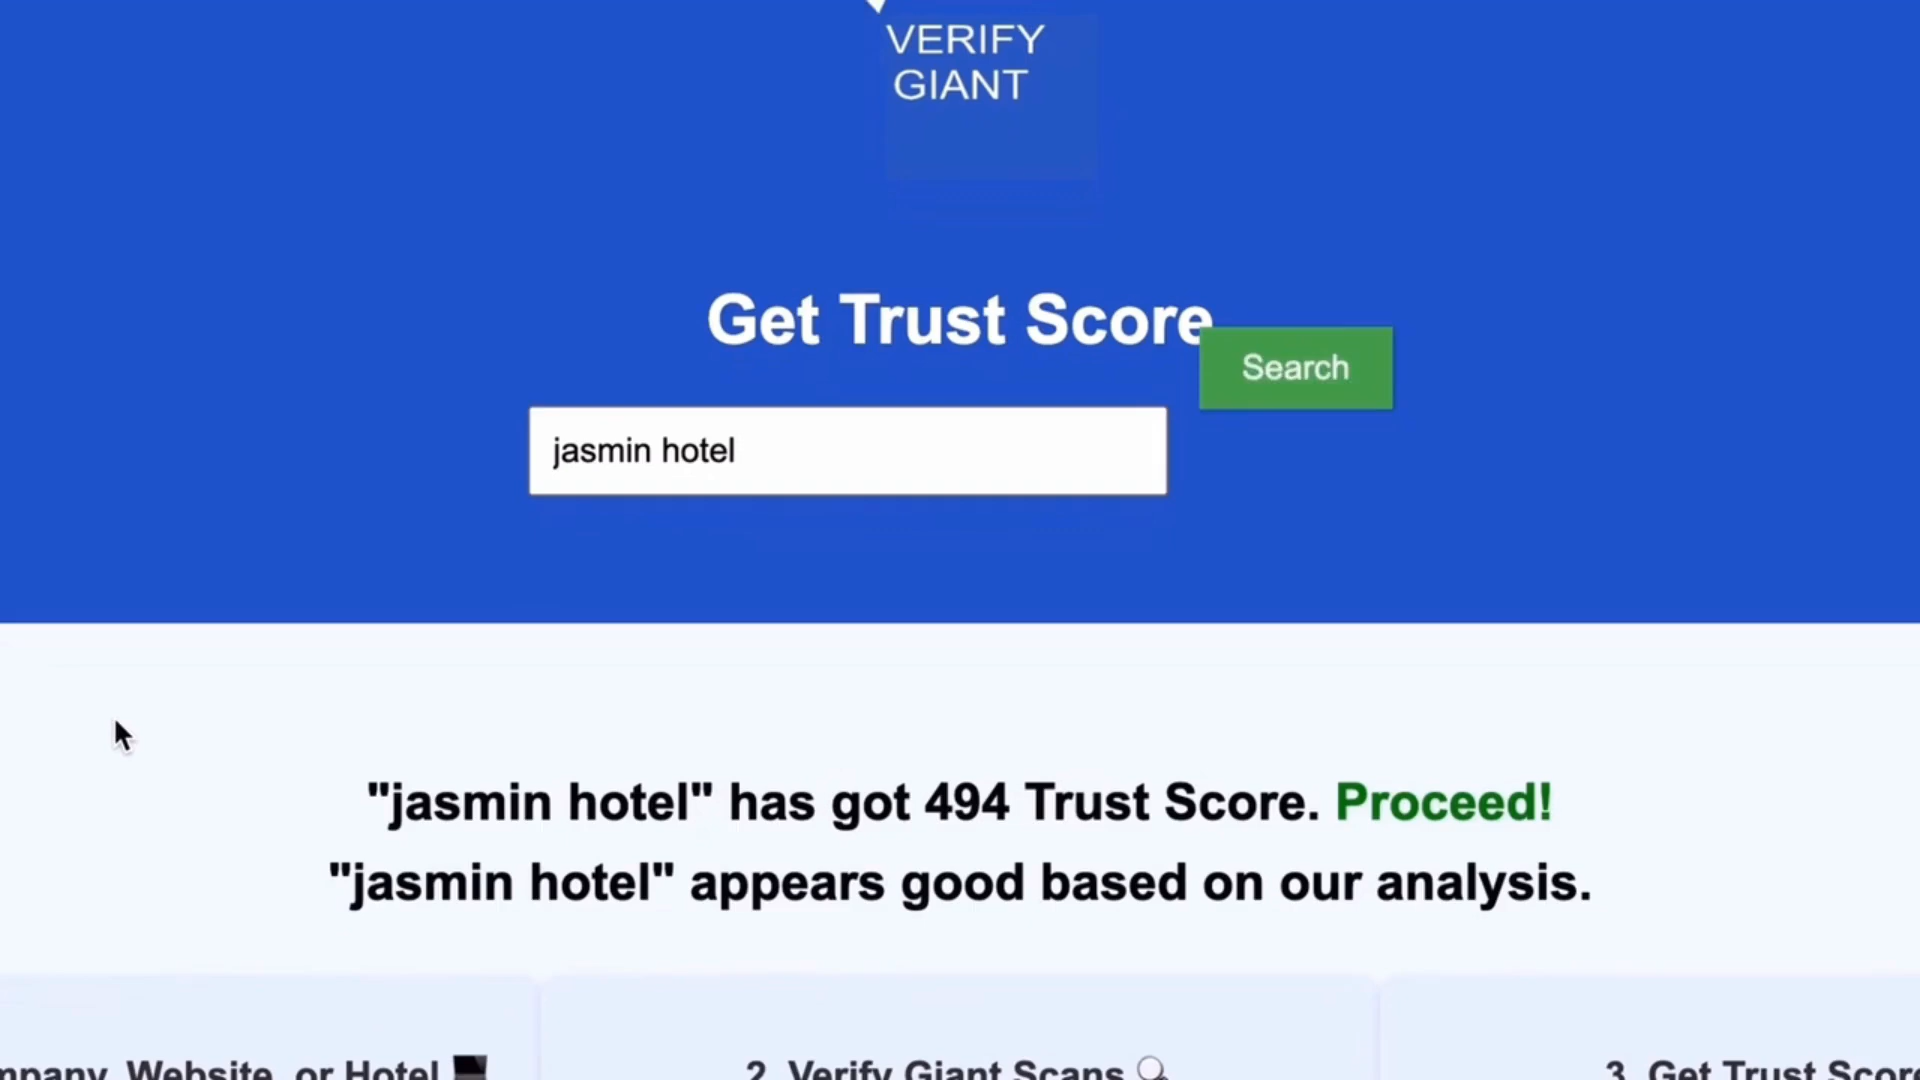 VERIFY
GIANT
Get Trust Score
Search
jasmin hotel
"jasmin hotel" has got 494 Trust Score. Proceed!
"jasmin hotel" appears good based on our analysis.
Website, or Hotel
2. Verify Giant Scans
3. Get Trust Score